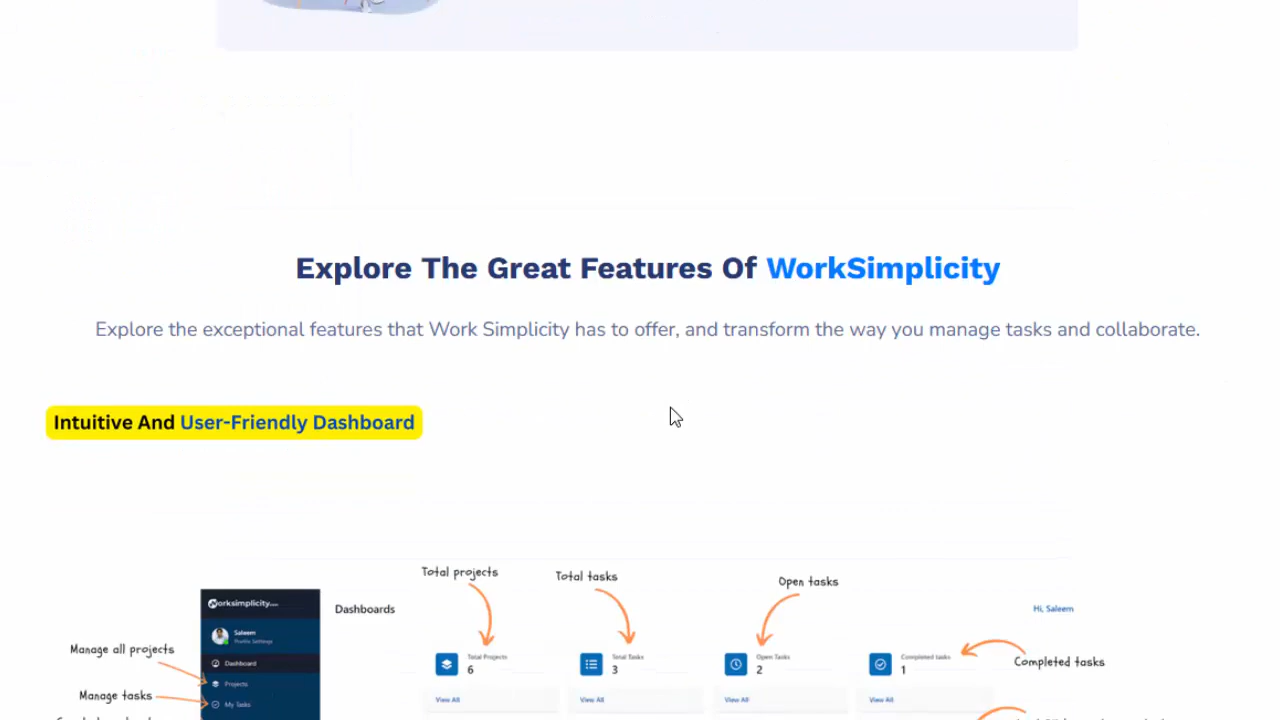 Explore The Great Features Of WorkSimplicity
Explore the exceptional features that Work Simplicity has to offer, and transform the way you manage tasks and collaborate.
Intuitive And User-Friendly Dashboard
Total projects
Total tasks
Open tasks
worksimplicity
Dashboards
Hi, Saleem
Saleem
Profile Settings
Manage all projects
Total Projects
6
Total Tasks
3
Open Tasks
2
Completed tasks
1
Completed tasks
Dashboard
Projects
Manage tasks
My Tasks
View All
View All
View All
View All